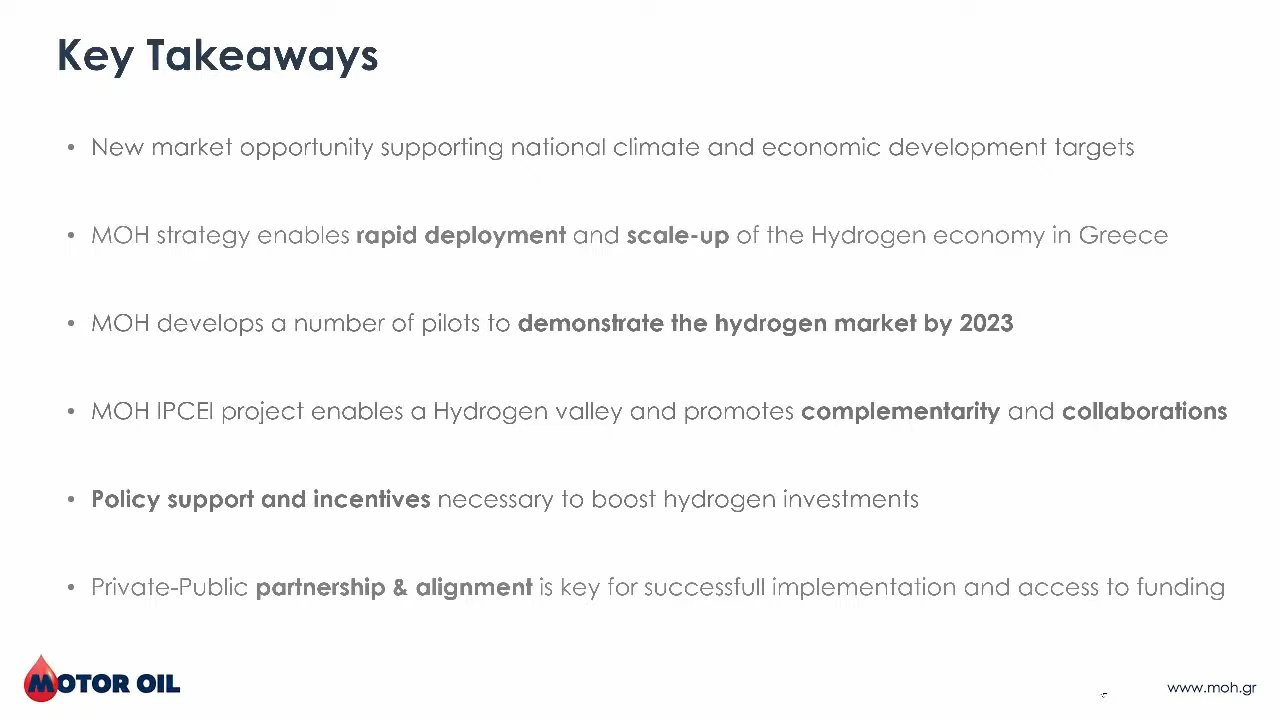 Key Takeaways
• New market opportunity supporting national climate and economic development targets
• MOH strategy enables rapid deployment and scale-up of the Hydrogen economy in Greece
• MOH develops a number of pilots to demonstrate the hydrogen market by 2023
• MOH IPCEI project enables a Hydrogen valley and promotes complementarity and collaborations
• Policy support and incentives necessary to boost hydrogen investments
• Private-Public partnership & alignment is key for successfull implementation and access to funding
MOTOR OIL
www.moh.gr